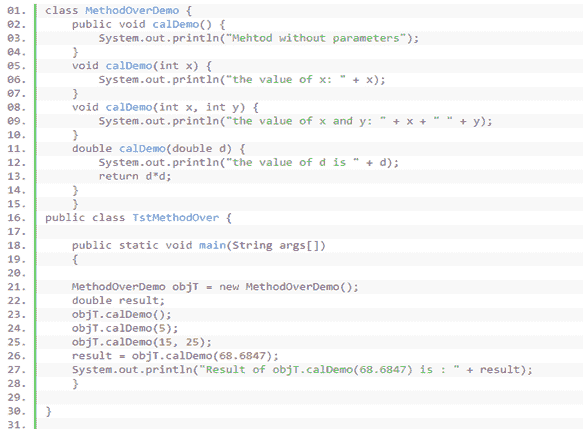 01. class MethodOverDemo {
02.     public void calDemo() {
03.         System.out.println("Mehtod without parameters");
04.     }
05.     void calDemo(int x) {
06.         System.out.println("the value of x: " + x);
07.     }
08.     void calDemo(int x, int y) {
09.         System.out.println("the value of x and y: " + x + " " + y);
10.     }
11.     double calDemo(double d) {
12.         System.out.println("the value of d is " + d);
13.         return d*d;
14.     }
15.     }
16. public class TstMethodOver {
17.
18.     public static void main(String args[])
19.     {
20.
21.     MethodOverDemo objT = new MethodOverDemo();
22.     double result;
23.     objT.calDemo();
24.     objT.calDemo(5);
25.     objT.calDemo(15, 25);
26.     result = objT.calDemo(68.6847);
27.     System.out.println("Result of objT.calDemo(68.6847) is : " + result);
28.     }
29.
30. }
31.